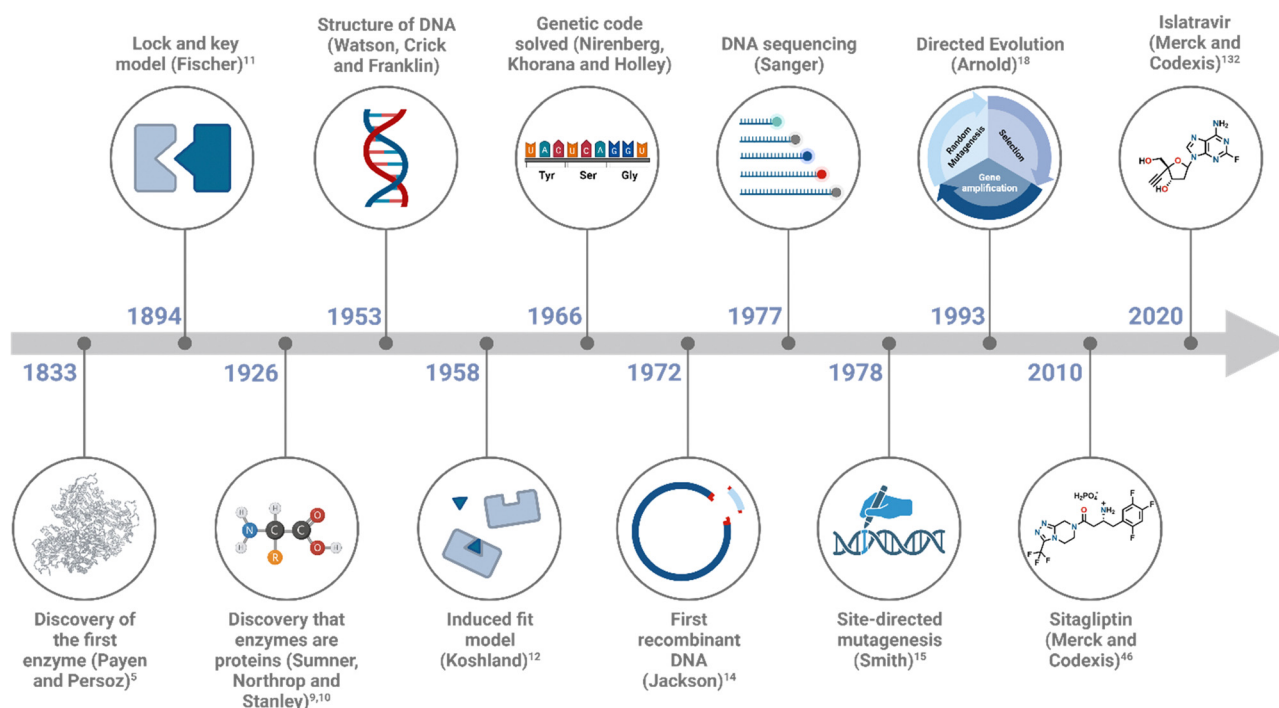 Lock and key
model (Fischer)¹¹
Structure of DNA
(Watson, Crick
and Franklin)
Genetic code
solved (Nirenberg,
Khorana and Holley)
DNA sequencing
(Sanger)
Directed Evolution
(Arnold)¹⁸
Islatravir
(Merck and
Codexis)¹³²
U A C U C A G G U
Tyr Ser Gly
Random
Mutagenesis
Selection
Gene
amplification
NH₂
N
N
N
N
F
HO
O
HO
1894
1953
1966
1977
1993
2020
1833
1926
1958
1972
1978
2010
H
H
N
H
C
R
C
O
O
H
H₂PO₄⁻
+
NH₂
O
F
F
F
N
N
N
N
F
F
F
Discovery of
the first
enzyme (Payen
and Persoz)⁵
Discovery that
enzymes are
proteins (Sumner,
Northrop and
Stanley)⁹,¹⁰
Induced fit
model
(Koshland)¹²
First
recombinant
DNA
(Jackson)¹⁴
Site-directed
mutagenesis
(Smith)¹⁵
Sitagliptin
(Merck and
Codexis)⁴⁶